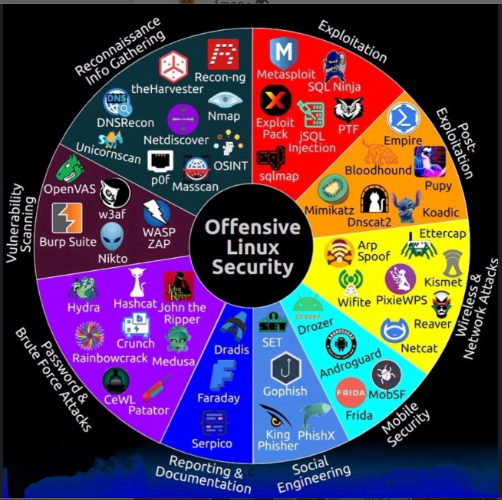 Reconnaissance
Info Gathering
theHarvester
Recon-ng
DNS
DNSRecon
Nmap
Netdiscover
Unicornscan
p0f
OSINT
Masscan
Exploitation
Metasploit
SQL Ninja
Exploit
Pack
jSQL
Injection
PTF
sqlmap
Post-
Exploitation
Empire
Bloodhound
Pupy
Mimikatz
Dnscat2
Koadic
Wireless &
Network Attacks
Ettercap
Arp
Spoof
Kismet
Wifite
PixieWPS
Reaver
Netcat
Mobile
Security
drozer
Drozer
Androguard
MobSF
FRIDA
Frida
Social
Engineering
SET
SET
Gophish
King
Phisher
PhishX
Reporting &
Documentation
Dradis
Faraday
Serpico
Password &
Brute Force Attacks
Hydra
Hashcat
John the
Ripper
Crunch
Rainbowcrack
Medusa
CeWL
Patator
Vulnerability
Scanning
OpenVAS
w3af
Burp Suite
WASP
ZAP
Nikto
Offensive
Linux
Security